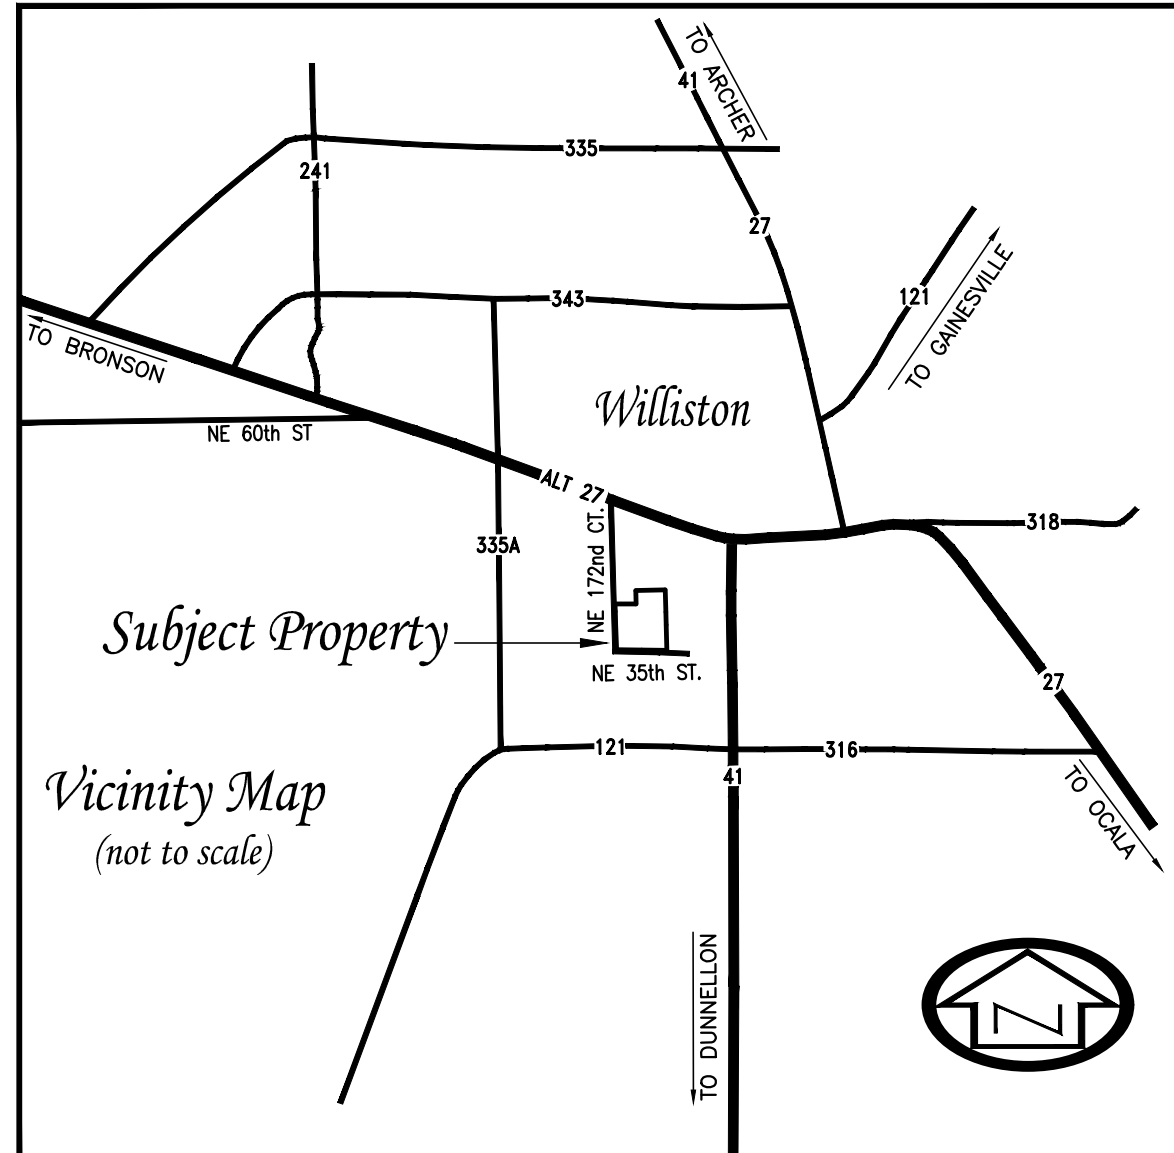 TO ARCHER
41
335
241
27
343
121
TO GAINESVILLE
TO BRONSON
Williston
NE 60th ST
ALT 27
318
335A
NE 172nd CT.
Subject Property
NE 35th ST.
27
121
316
41
Vicinity Map
(not to scale)
TO OCALA
TO DUNNELLON
N